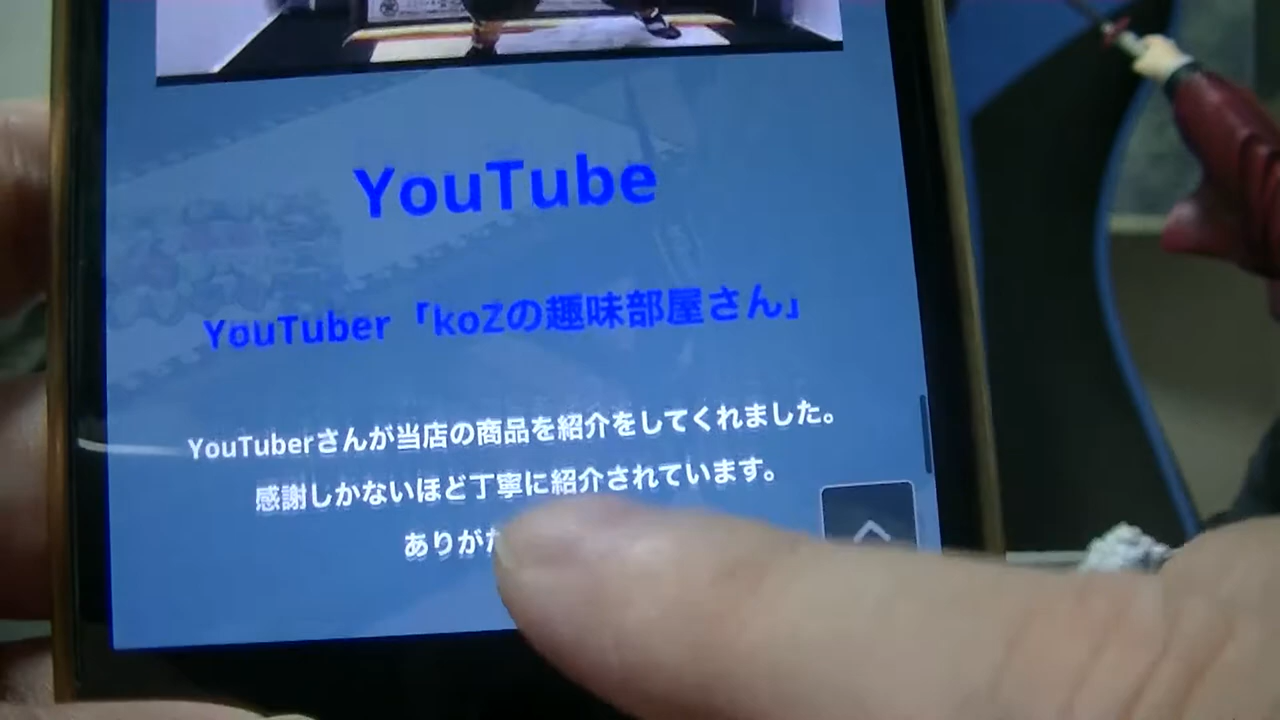 YouTube
YouTuber「kozの趣味部屋さん」
YouTuberさんが当店の商品を紹介をしてくれました。
感謝しかないほど丁寧に紹介されています。
ありがた